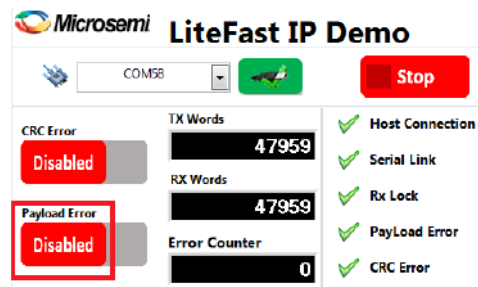 Microsemi
LiteFast IP Demo
COM58
Stop
CRC Error
Disabled
Payload Error
Disabled
TX Words
47959
RX Words
47959
Error Counter
0
Host Connection
Serial Link
Rx Lock
PayLoad Error
CRC Error